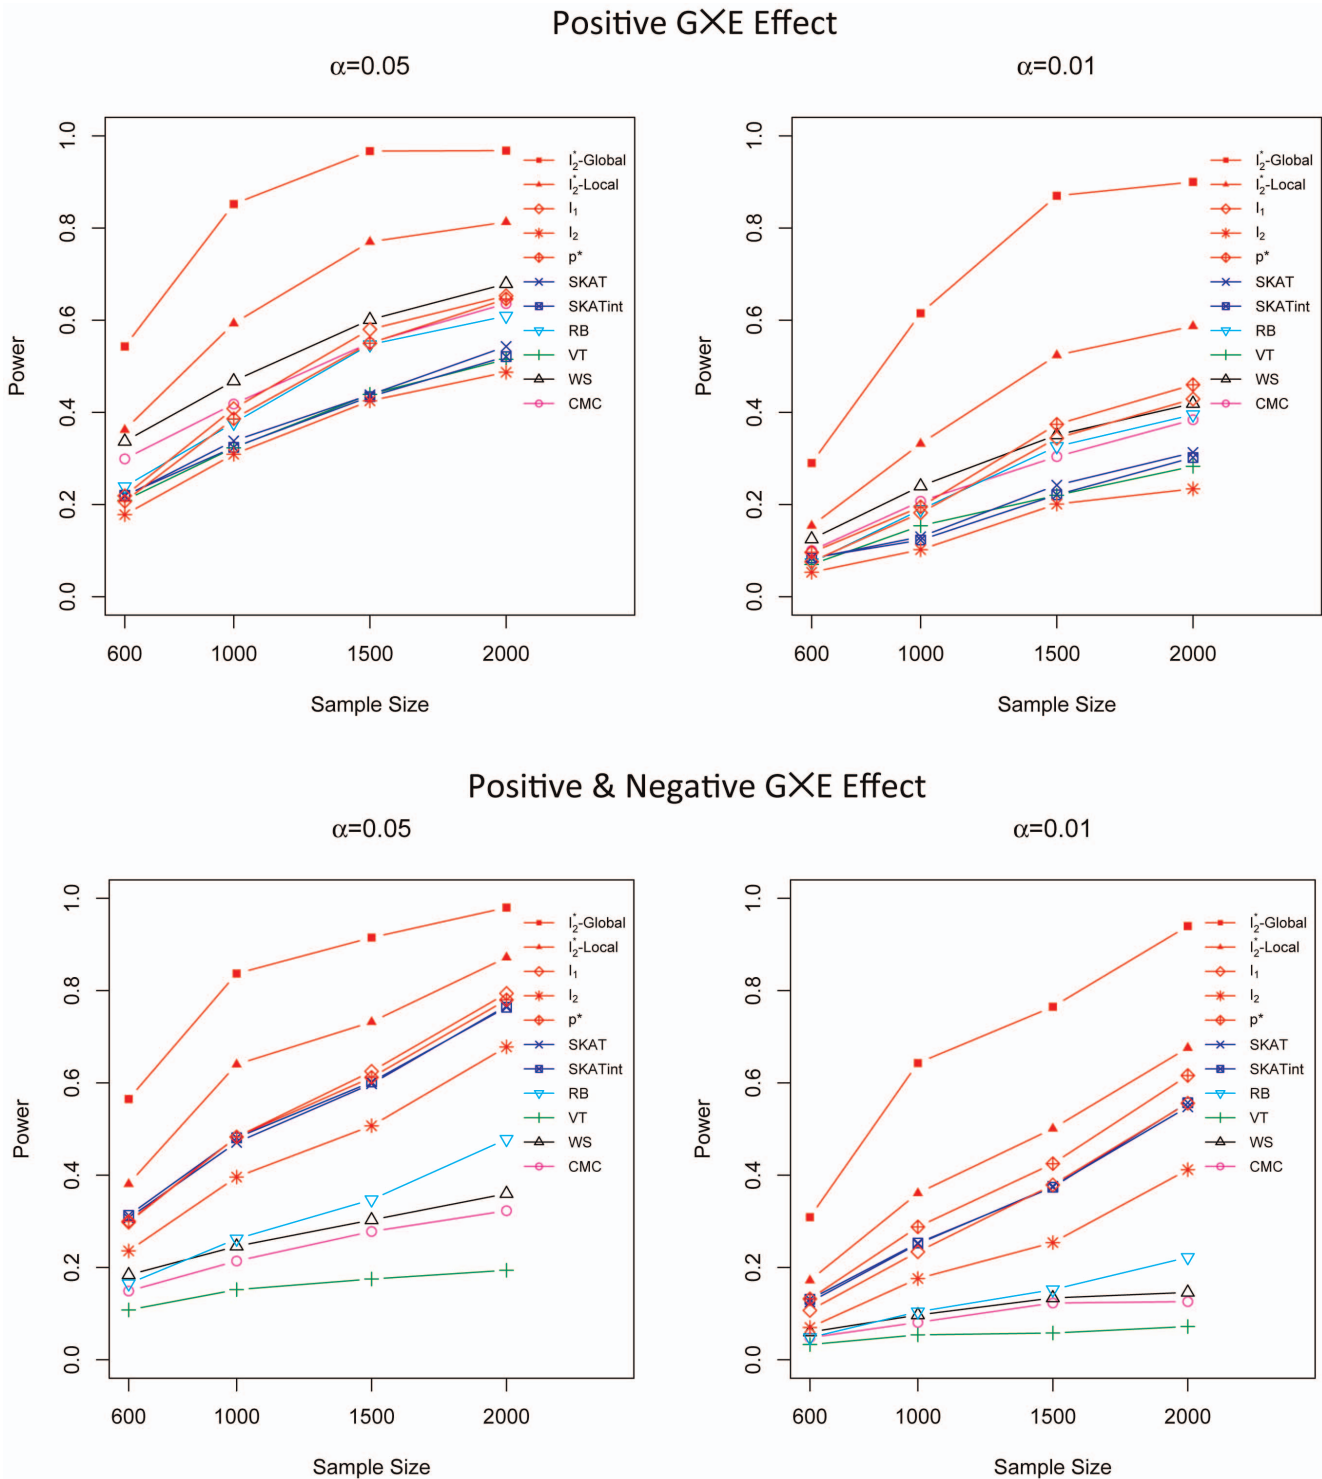 Positive G×E Effect
α=0.05
α=0.01
Power
1.0
0.8
0.6
0.4
0.2
0.0
600
1000
1500
2000
Sample Size
I₂*-Global
I₂*-Local
I₁
I₂
p*
SKAT
SKATint
RB
VT
WS
CMC
Power
1.0
0.8
0.6
0.4
0.2
0.0
600
1000
1500
2000
Sample Size
I₂*-Global
I₂*-Local
I₁
I₂
p*
SKAT
SKATint
RB
VT
WS
CMC
Positive & Negative G×E Effect
α=0.05
α=0.01
Power
1.0
0.8
0.6
0.4
0.2
0.0
600
1000
1500
2000
Sample Size
I₂*-Global
I₂*-Local
I₁
I₂
p*
SKAT
SKATint
RB
VT
WS
CMC
Power
1.0
0.8
0.6
0.4
0.2
0.0
600
1000
1500
2000
Sample Size
I₂*-Global
I₂*-Local
I₁
I₂
p*
SKAT
SKATint
RB
VT
WS
CMC